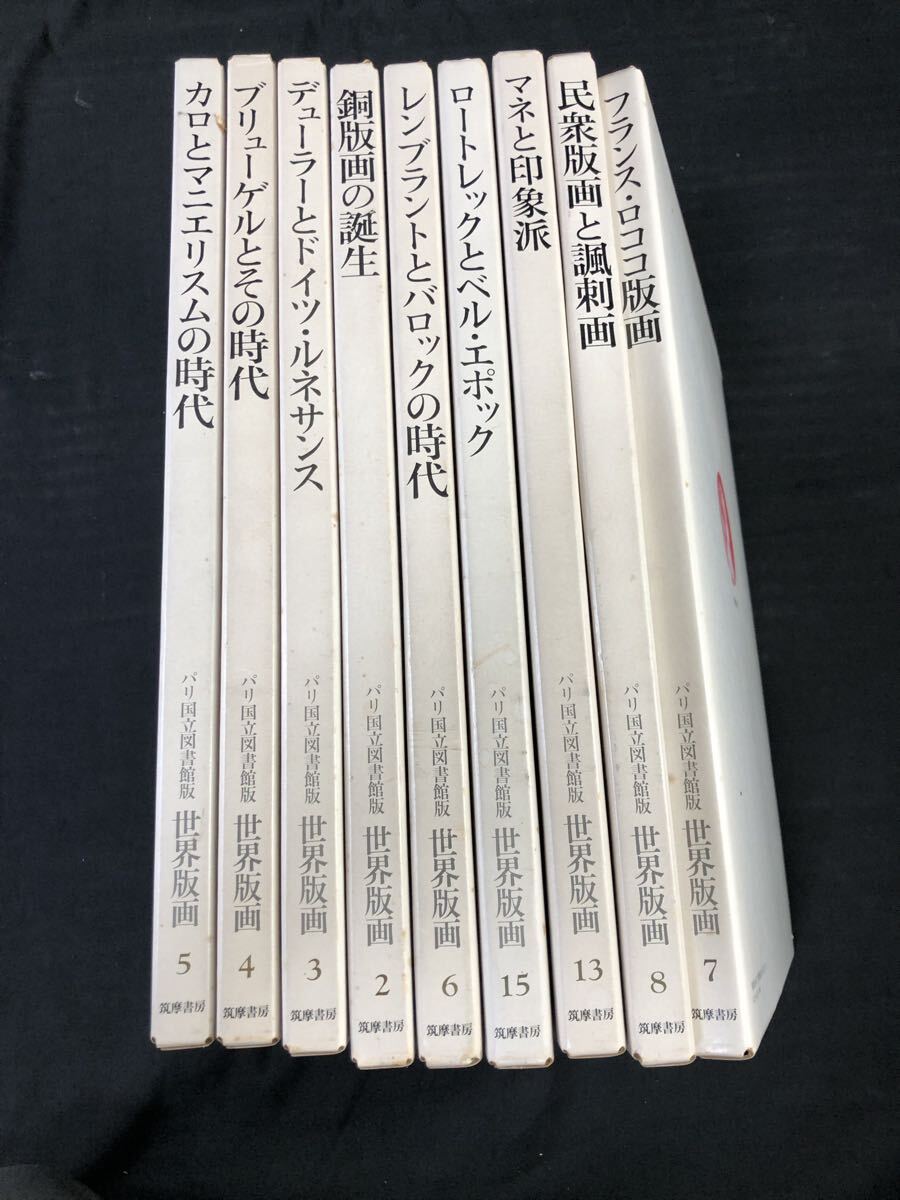 カロとマニエリスムの時代
パリ国立図書館版
世界版画
5
筑摩書房
ブリューゲルとその時代
パリ国立図書館版
世界版画
4
筑摩書房
デューラーとドイツ・ルネサンス
パリ国立図書館版
世界版画
3
筑摩書房
銅版画の誕生
パリ国立図書館版
世界版画
2
筑摩書房
レンブラントとバロックの時代
パリ国立図書館版
世界版画
6
筑摩書房
ロートレックとベル・エポック
パリ国立図書館版
世界版画
15
筑摩書房
マネと印象派
パリ国立図書館版
世界版画
13
筑摩書房
民衆版画と諷刺画
パリ国立図書館版
世界版画
8
筑摩書房
フランス・ロココ版画
パリ国立図書館版
世界版画
7
筑摩書房